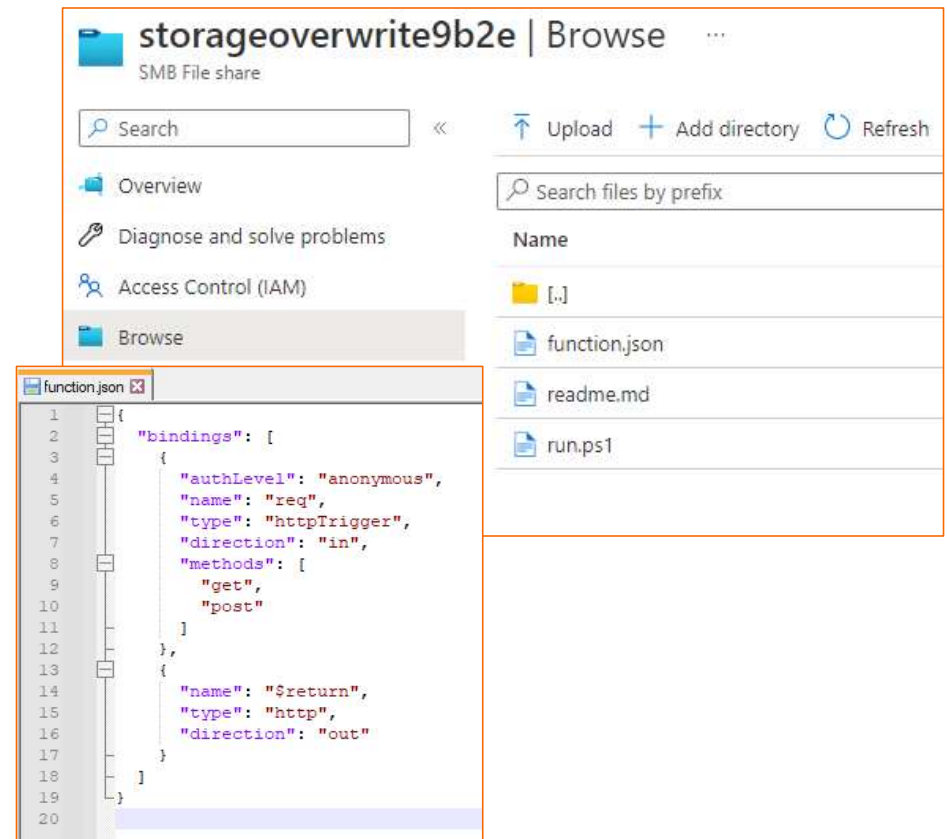 storageoverwrite9b2e | Browse ...
SMB File share
Search «
Upload + Add directory Refresh
Overview
Search files by prefix
Diagnose and solve problems
Name
Access Control (IAM)
[..]
Browse
function.json
readme.md
run.ps1
function.json
1 {
2 "bindings": [
3 {
4 "authLevel": "anonymous",
5 "name": "req",
6 "type": "httpTrigger",
7 "direction": "in",
8 "methods": [
9 "get",
10 "post"
11 ]
12 },
13 {
14 "name": "$return",
15 "type": "http",
16 "direction": "out"
17 }
18 ]
19 }
20